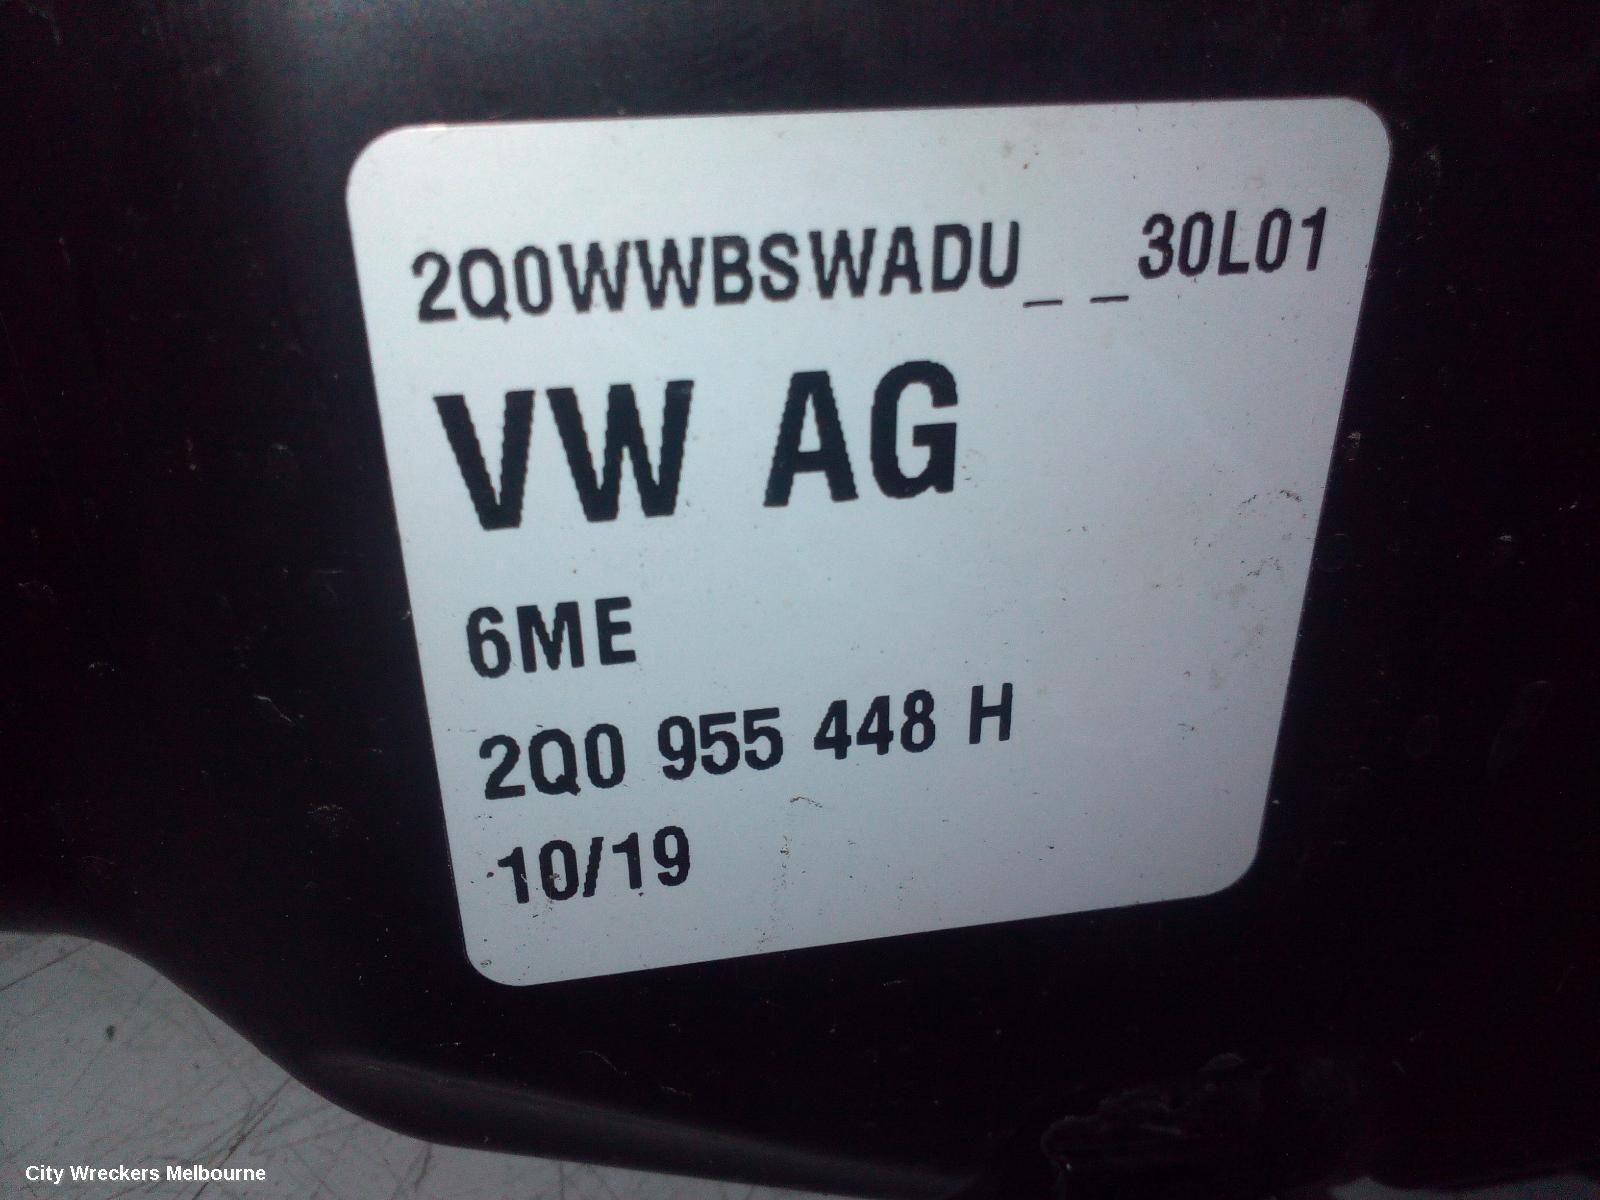 2Q0WWBSWADU_ _30L01
VW AG
6ME
2Q0 955 448 H
10/19
City Wreckers Melbourne